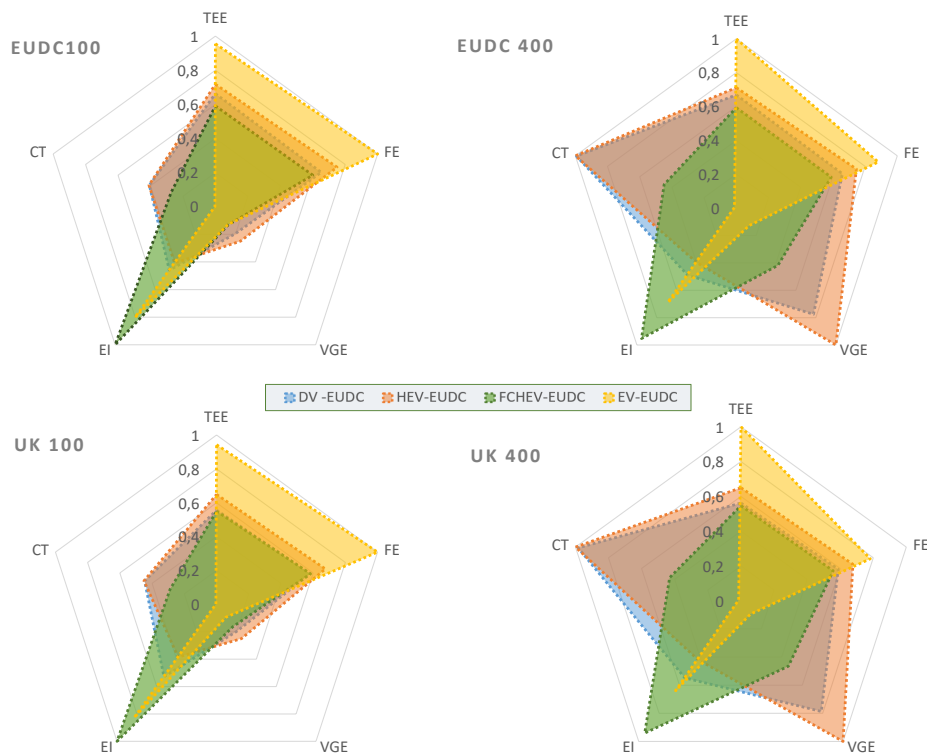 TEE
EUDC100
1
0,8
0,6
0,4
0,2
0
CT
FE
EI
VGE
TEE
EUDC 400
1
0,8
0,6
0,4
0,2
0
CT
FE
EI
VGE
DV -EUDC HEV-EUDC FCHEV-EUDC EV-EUDC
TEE
UK 100
1
0,8
0,6
0,4
0,2
0
CT
FE
EI
VGE
TEE
UK 400
1
0,8
0,6
0,4
0,2
0
CT
FE
EI
VGE